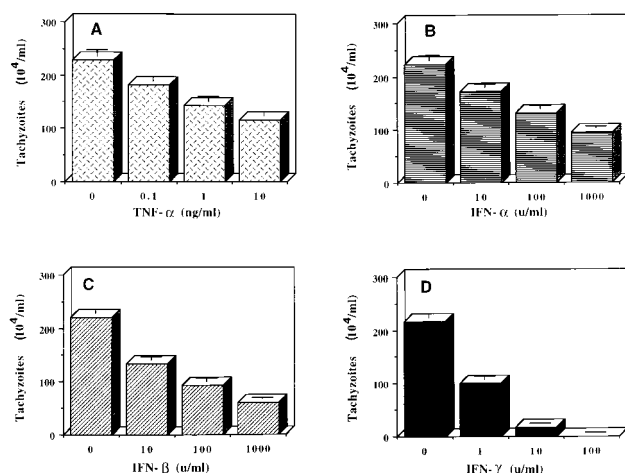 A
Tachyzoites (10⁴/ml)
300
200
100
0
0 0.1 1 10
TNF-α (ng/ml)
B
Tachyzoites (10⁴/ml)
300
200
100
0
0 10 100 1000
IFN-α (u/ml)
C
Tachyzoites (10⁴/ml)
300
200
100
0
0 10 100 1000
IFN-β (u/ml)
D
Tachyzoites (10⁴/ml)
300
200
100
0
0 1 10 100
IFN-γ (u/ml)